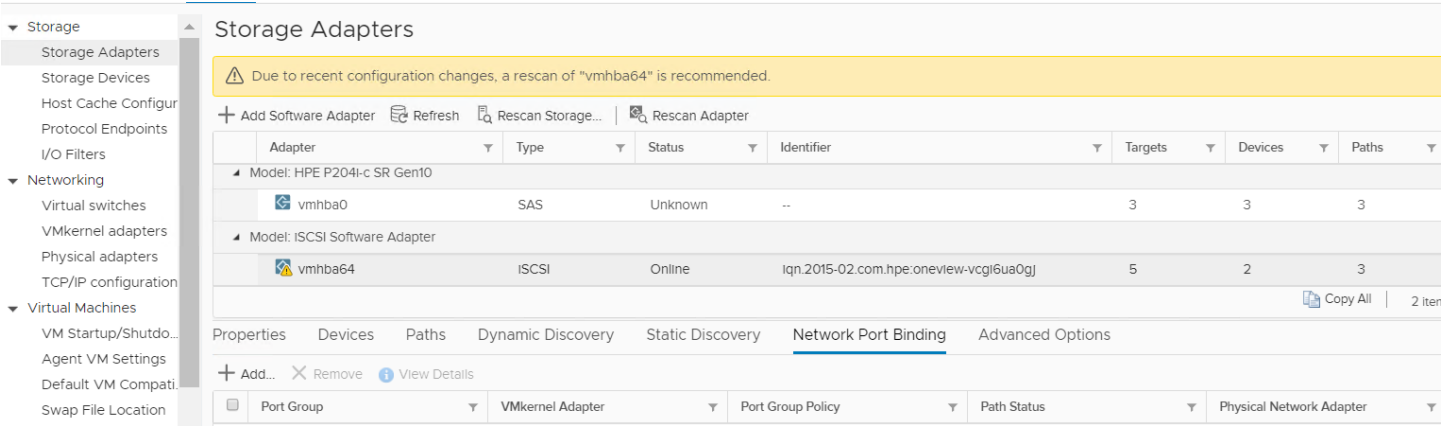 Storage
Storage Adapters
Storage Devices
Host Cache Configur
Protocol Endpoints
I/O Filters
Networking
Virtual switches
VMkernel adapters
Physical adapters
TCP/IP configuration
Virtual Machines
VM Startup/Shutdo...
Agent VM Settings
Default VM Compati.
Swap File Location
Storage Adapters
Due to recent configuration changes, a rescan of "vmhba64" is recommended.
Add Software Adapter Refresh Rescan Storage... Rescan Adapter
Adapter Type Status Identifier Targets Devices Paths
Model: HPE P204i-c SR Gen10
vmhba0 SAS Unknown -- 3 3 3
Model: iSCSI Software Adapter
vmhba64 iSCSI Online iqn.2015-02.com.hpe:oneview-vcgi6ua0gj 5 2 3
Copy All 2 iten
Properties Devices Paths Dynamic Discovery Static Discovery Network Port Binding Advanced Options
Add... Remove View Details
Port Group VMkernel Adapter Port Group Policy Path Status Physical Network Adapter